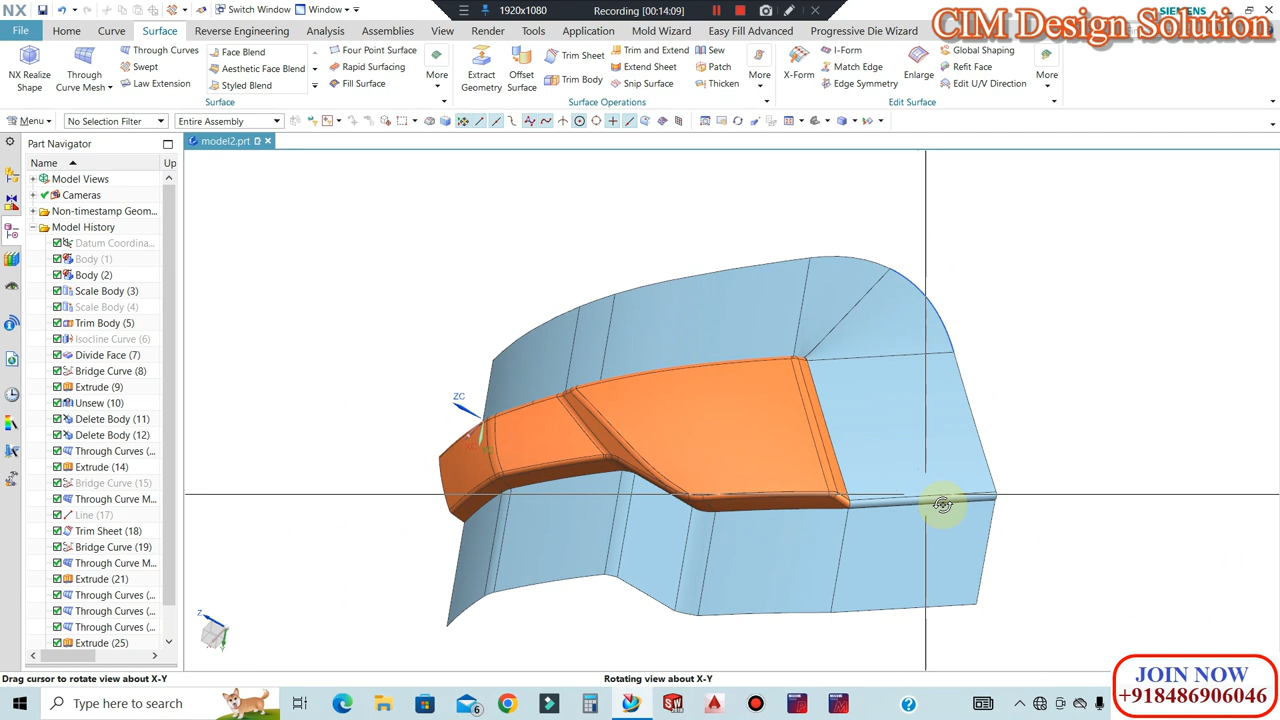 NX
Switch Window
Window
1920x1080
Recording [00:14:09]
SIEMENS
CIM Design Solution
File
Home
Curve
Surface
Reverse Engineering
Analysis
Assemblies
View
Render
Tools
Application
Mold Wizard
Easy Fill Advanced
Progressive Die Wizard
NX Realize Shape
Through Curve Mesh
Through Curves
Swept
Law Extension
Face Blend
Aesthetic Face Blend
Styled Blend
Four Point Surface
Rapid Surfacing
Fill Surface
More
Surface
Extract Geometry
Offset Surface
Trim Sheet
Trim Body
Trim and Extend
Extend Sheet
Snip Surface
Sew
Patch
Thicken
More
Surface Operations
X-Form
I-Form
Match Edge
Edge Symmetry
Enlarge
Global Shaping
Refit Face
Edit U/V Direction
More
Edit Surface
Menu
No Selection Filter
Entire Assembly
Part Navigator
model2.prt
Name
Up
Model Views
Cameras
Non-timestamp Geom...
Model History
Datum Coordina...
Body (1)
Body (2)
Scale Body (3)
Scale Body (4)
Trim Body (5)
Isocline Curve (6)
Divide Face (7)
Bridge Curve (8)
Extrude (9)
Unsew (10)
Delete Body (11)
Delete Body (12)
Through Curves (...
Extrude (14)
Bridge Curve (15)
Through Curve M...
Line (17)
Trim Sheet (18)
Bridge Curve (19)
Through Curve M...
Extrude (21)
Through Curves (...
Through Curves (...
Through Curves (...
Extrude (25)
ZC
Z
Drag cursor to rotate view about X-Y
Rotating view about X-Y
JOIN NOW
+918486906046
Type here to search
6